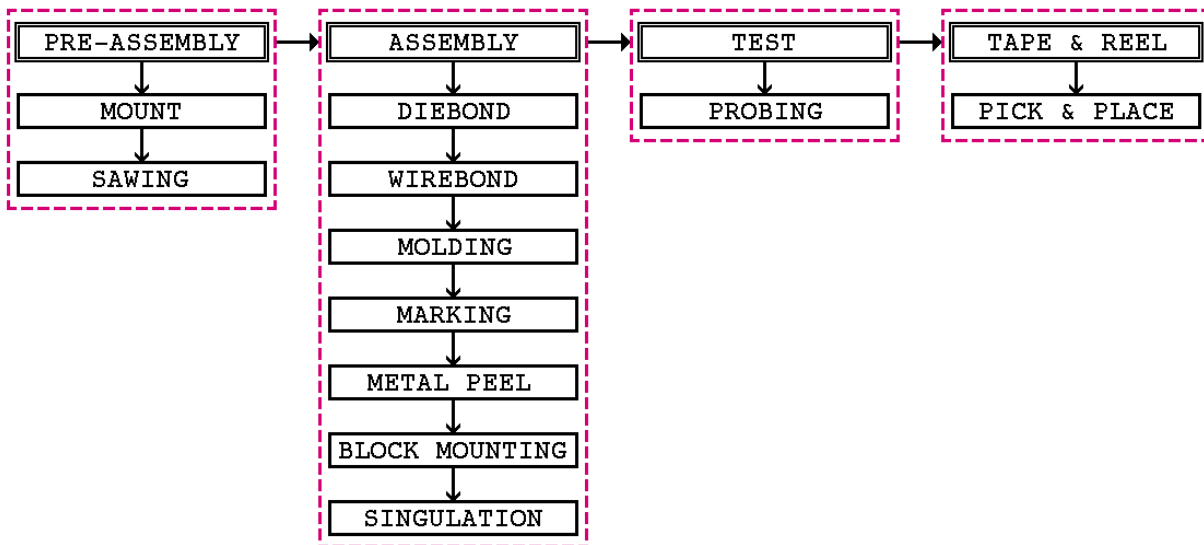 PRE-ASSEMBLY
MOUNT
SAWING
ASSEMBLY
DIEBOND
WIREBOND
MOLDING
MARKING
METAL PEEL
BLOCK MOUNTING
SINGULATION
TEST
PROBING
TAPE & REEL
PICK & PLACE